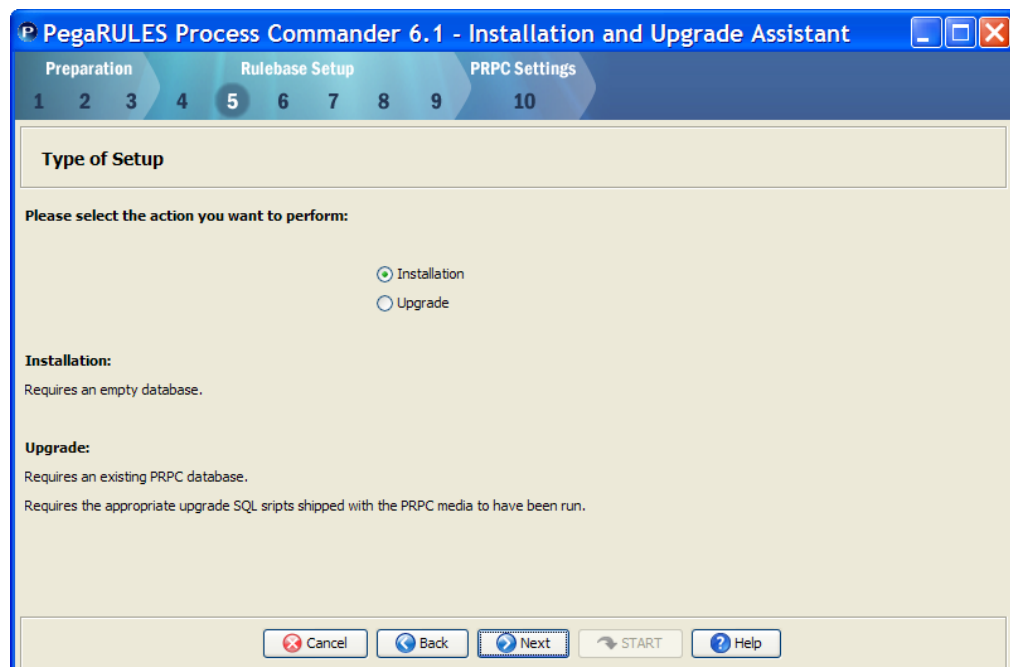 PegaRULES Process Commander 6.1 - Installation and Upgrade Assistant
Preparation Rulebase Setup PRPC Settings
1 2 3 4 5 6 7 8 9 10
Type of Setup
Please select the action you want to perform:
Installation
Upgrade
Installation:
Requires an empty database.
Upgrade:
Requires an existing PRPC database.
Requires the appropriate upgrade SQL sripts shipped with the PRPC media to have been run.
Cancel Back Next START Help